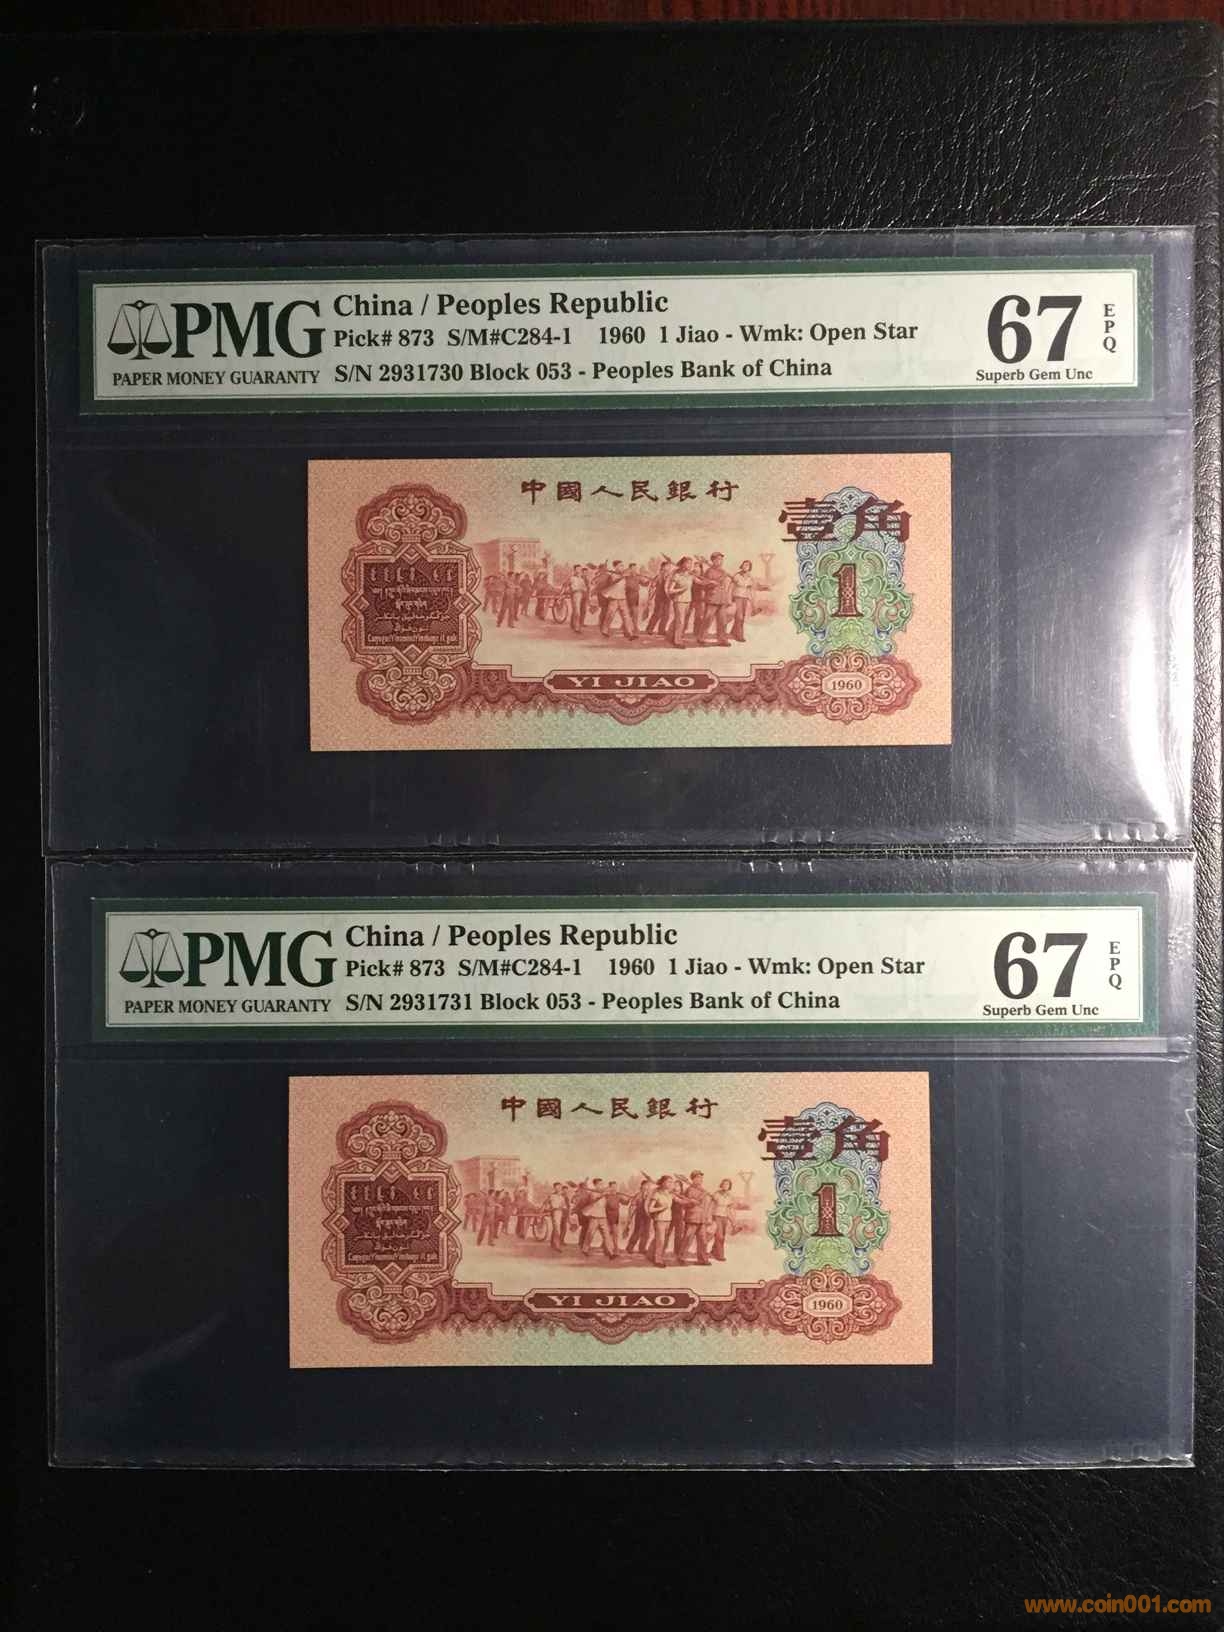 PMG
PAPER MONEY GUARANTY
China / Peoples Republic
Pick# 873 S/M#C284-1 1960 1 Jiao - Wmk: Open Star
S/N 2931730 Block 053 - Peoples Bank of China
67
EPQ
Superb Gem Unc
中國人民銀行
壹角
1
YI JIAO
1960
PMG
PAPER MONEY GUARANTY
China / Peoples Republic
Pick# 873 S/M#C284-1 1960 1 Jiao - Wmk: Open Star
S/N 2931731 Block 053 - Peoples Bank of China
67
EPQ
Superb Gem Unc
中國人民銀行
壹角
1
YI JIAO
1960
www.coin001.com